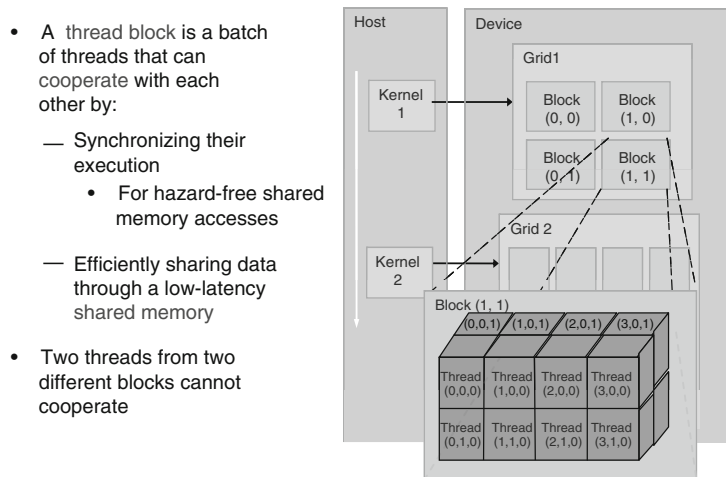 • A thread block is a batch
of threads that can
cooperate with each
other by:
— Synchronizing their
execution
• For hazard-free shared
memory accesses
— Efficiently sharing data
through a low-latency
shared memory
• Two threads from two
different blocks cannot
cooperate
Host
Device
Grid1
Kernel
1
Block
(0, 0)
Block
(1, 0)
Block
(0, 1)
Block
(1, 1)
Grid 2
Kernel
2
Block (1, 1)
(0,0,1) (1,0,1) (2,0,1) (3,0,1)
Thread
(0,0,0)
Thread
(1,0,0)
Thread
(2,0,0)
Thread
(3,0,0)
Thread
(0,1,0)
Thread
(1,1,0)
Thread
(2,1,0)
Thread
(3,1,0)